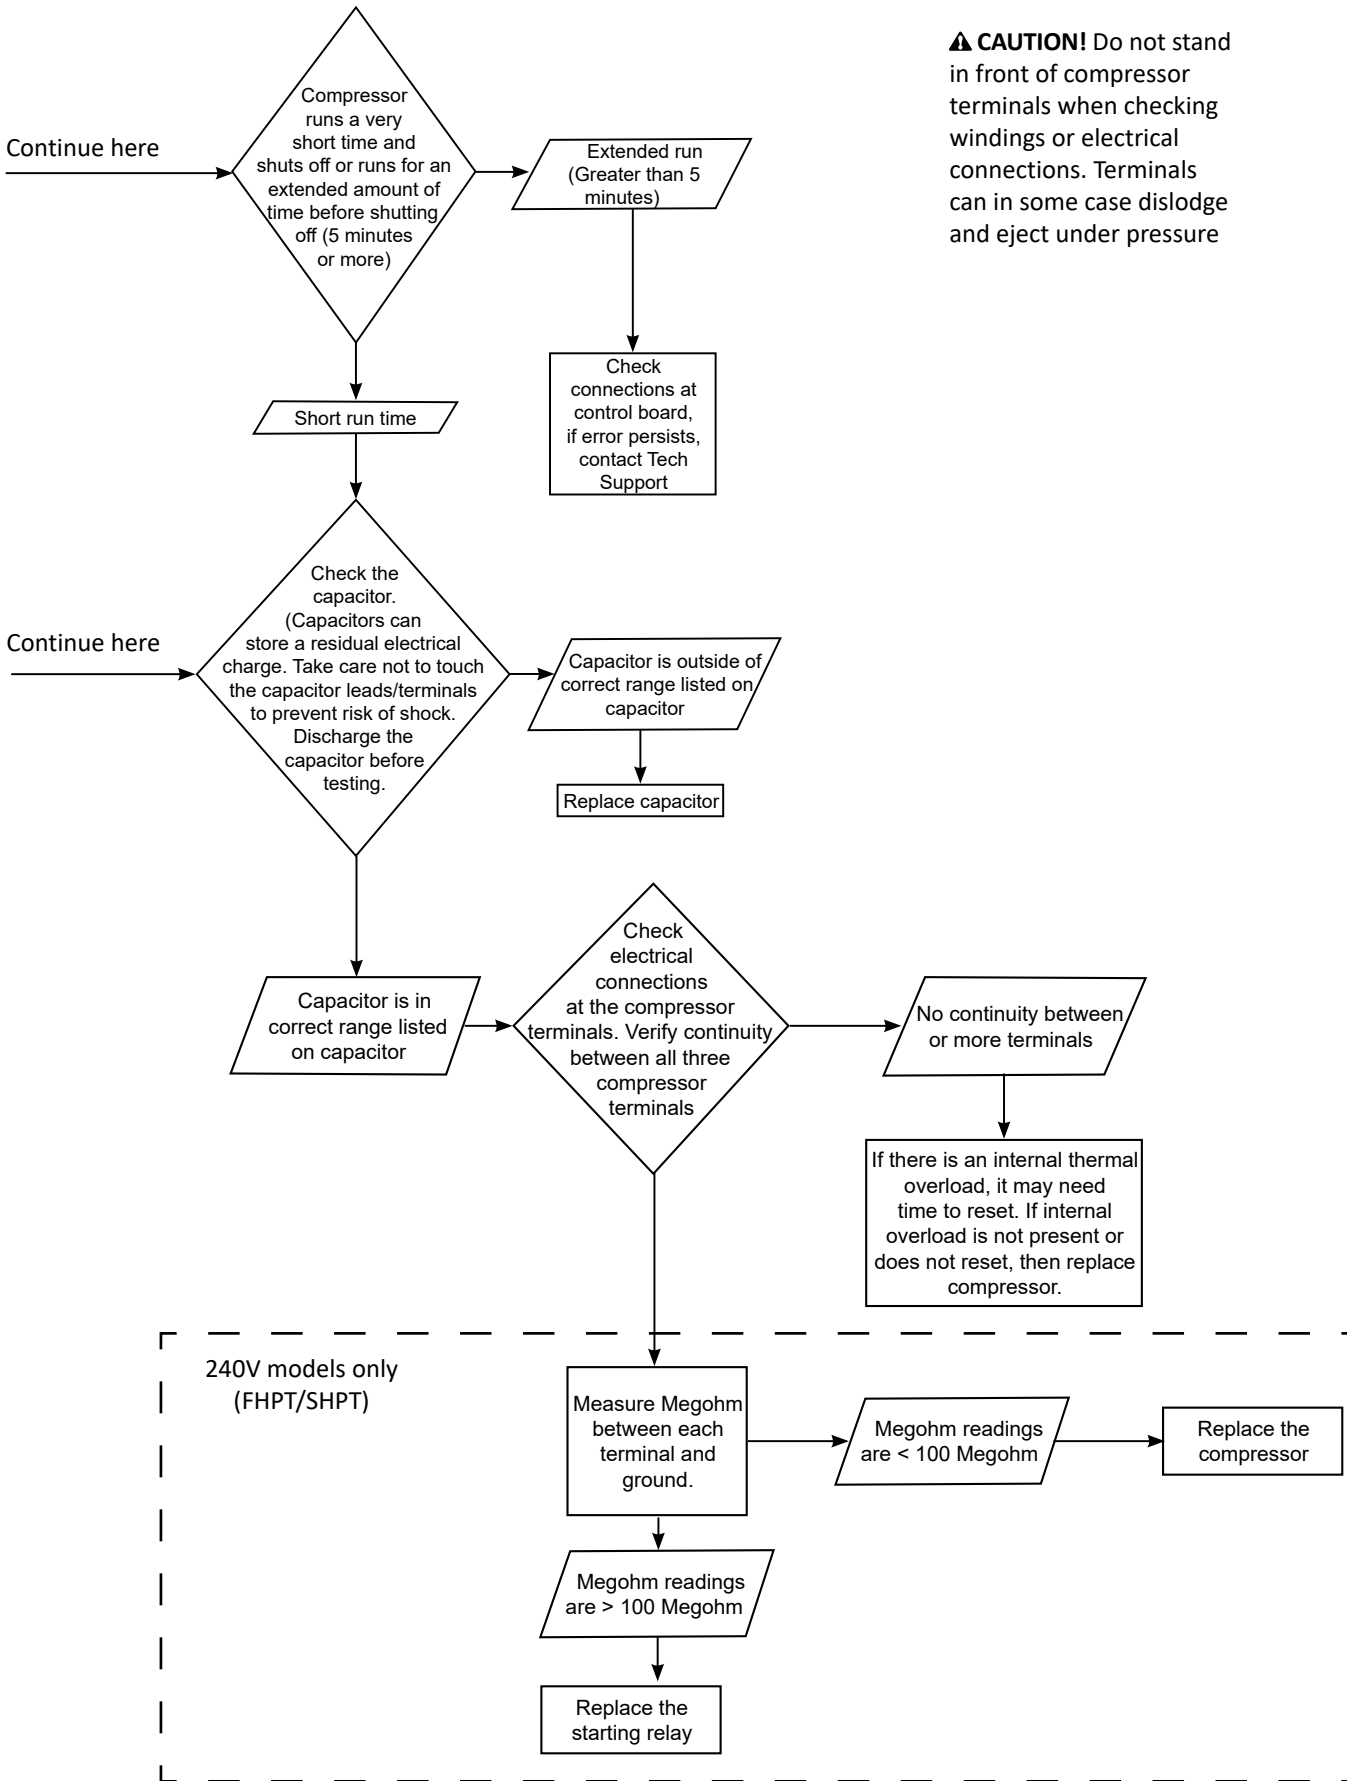 ⚠ CAUTION! Do not stand
in front of compressor
terminals when checking
windings or electrical
connections. Terminals
can in some case dislodge
and eject under pressure
Continue here
Compressor
runs a very
short time and
shuts off or runs for an
extended amount of
time before shutting
off (5 minutes
or more)
Extended run
(Greater than 5
minutes)
Check
connections at
control board,
if error persists,
contact Tech
Support
Short run time
Continue here
Check the
capacitor.
(Capacitors can
store a residual electrical
charge. Take care not to touch
the capacitor leads/terminals
to prevent risk of shock.
Discharge the
capacitor before
testing.
Capacitor is outside of
correct range listed on
capacitor
Replace capacitor
Capacitor is in
correct range listed
on capacitor
Check
electrical
connections
at the compressor
terminals. Verify continuity
between all three
compressor
terminals
No continuity between
or more terminals
If there is an internal thermal
overload, it may need
time to reset. If internal
overload is not present or
does not reset, then replace
compressor.
240V models only
(FHPT/SHPT)
Measure Megohm
between each
terminal and
ground.
Megohm readings
are < 100 Megohm
Replace the
compressor
Megohm readings
are > 100 Megohm
Replace the
starting relay